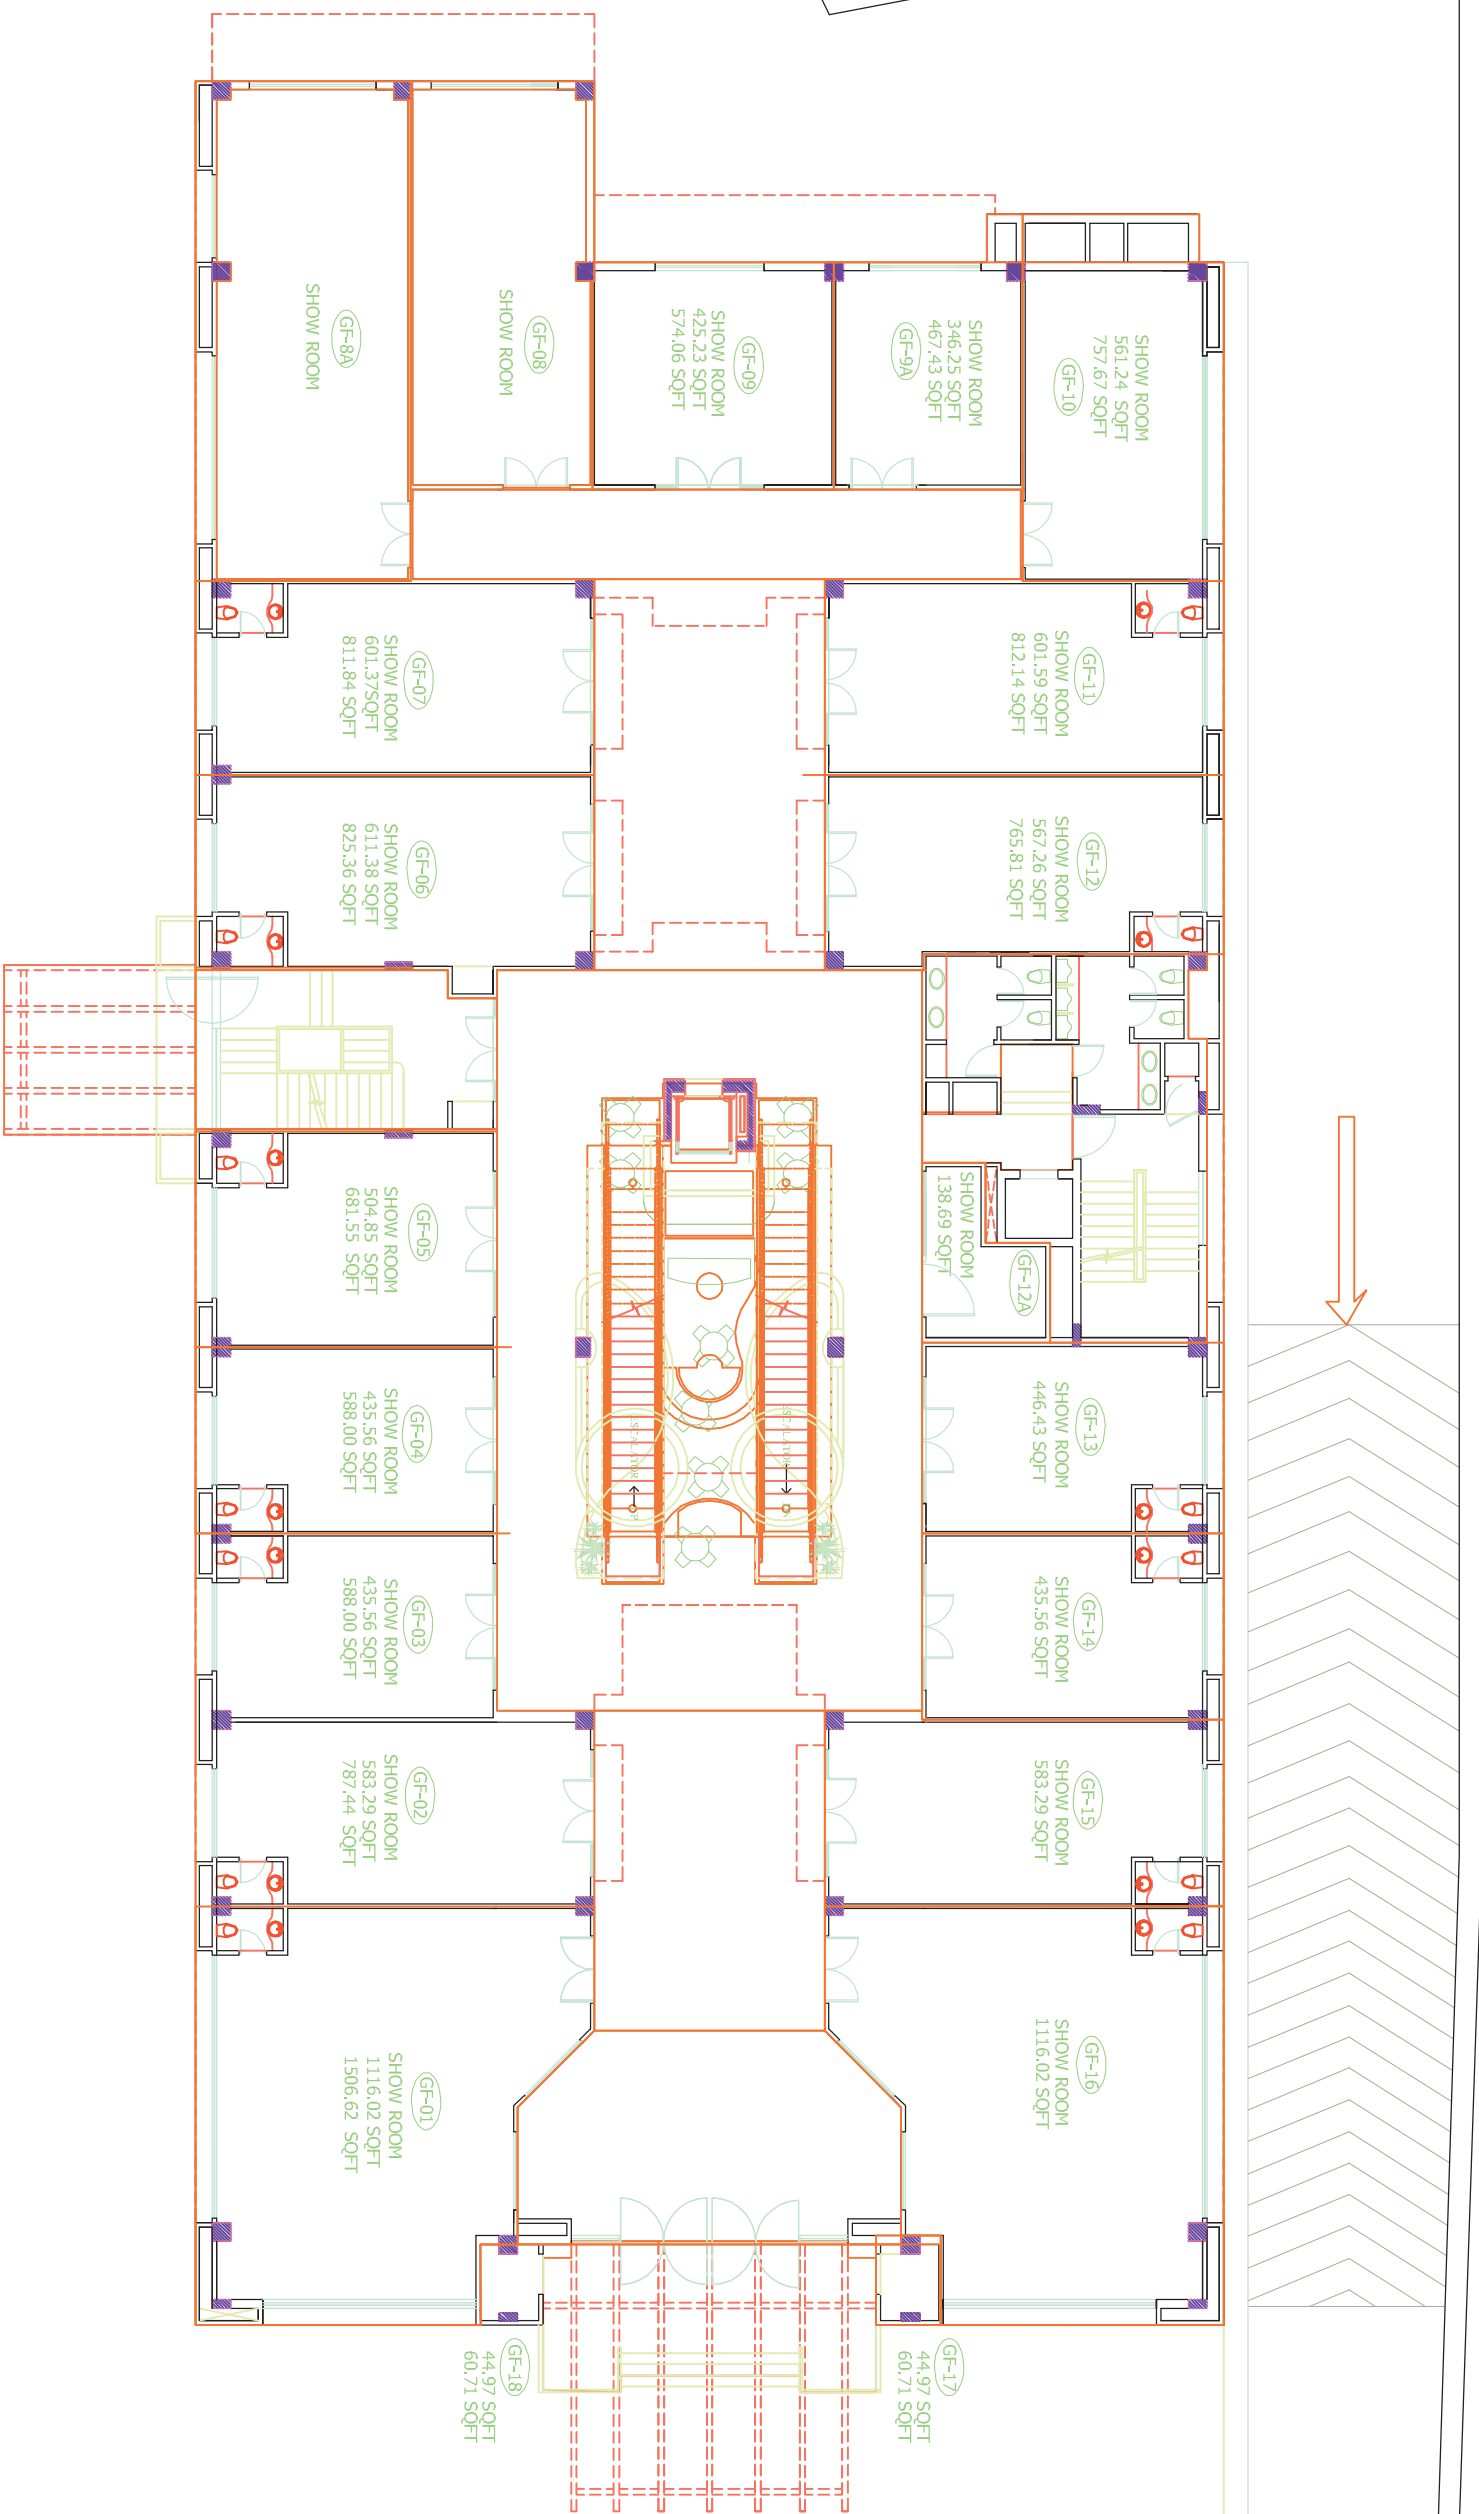 GF-8A
SHOW ROOM
GF-08
SHOW ROOM
GF-09
SHOW ROOM
425.23 SQFT
574.06 SQFT
SHOW ROOM
346.25 SQFT
467.43 SQFT
GF-9A
SHOW ROOM
561.24 SQFT
757.67 SQFT
GF-10
GF-07
SHOW ROOM
601.37SQFT
811.84 SQFT
GF-11
SHOW ROOM
601.59 SQFT
812.14 SQFT
GF-06
SHOW ROOM
611.38 SQFT
825.36 SQFT
GF-12
SHOW ROOM
567.26 SQFT
765.81 SQFT
GF-05
SHOW ROOM
504.85 SQFT
681.55 SQFT
SHOW ROOM
138.69 SQFT
GF-12A
GF-04
SHOW ROOM
435.56 SQFT
588.00 SQFT
ESCALATOR
ESCALATOR
GF-13
SHOW ROOM
446.43 SQFT
GF-03
SHOW ROOM
435.56 SQFT
588.00 SQFT
GF-14
SHOW ROOM
435.56 SQFT
GF-02
SHOW ROOM
583.29 SQFT
787.44 SQFT
GF-15
SHOW ROOM
583.29 SQFT
GF-01
SHOW ROOM
1116.02 SQFT
1506.62 SQFT
GF-16
SHOW ROOM
1116.02 SQFT
GF-18
44.97 SQFT
60.71 SQFT
GF-17
44.97 SQFT
60.71 SQFT